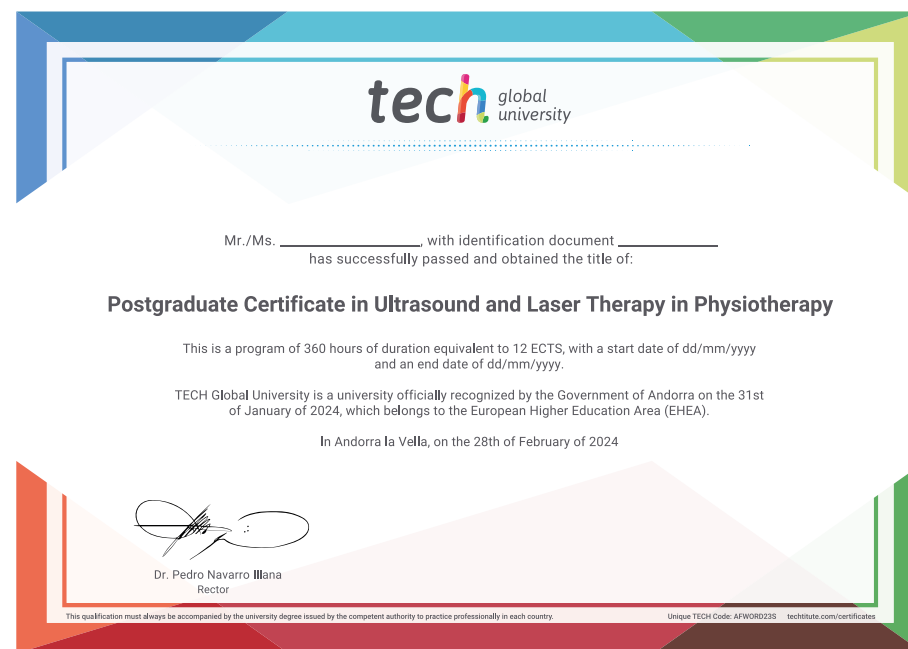 tech global university
Mr./Ms. ____________, with identification document ____________
has successfully passed and obtained the title of:
Postgraduate Certificate in Ultrasound and Laser Therapy in Physiotherapy
This is a program of 360 hours of duration equivalent to 12 ECTS, with a start date of dd/mm/yyyy
and an end date of dd/mm/yyyy.
TECH Global University is a university officially recognized by the Government of Andorra on the 31st
of January of 2024, which belongs to the European Higher Education Area (EHEA).
In Andorra la Vella, on the 28th of February of 2024
Dr. Pedro Navarro Illana
Rector
This qualification must always be accompanied by the university degree issued by the competent authority to practice professionally in each country.
Unique TECH Code: AFWORD23S techtitute.com/certificates